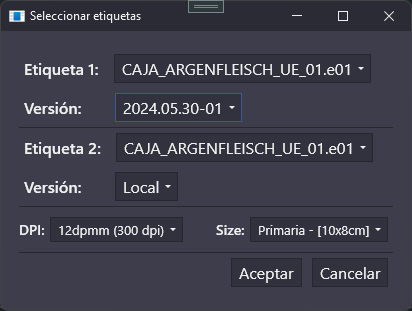 Seleccionar etiquetas
Etiqueta 1: CAJA_ARGENFLEISCH_UE_01.e01
Versión: 2024.05.30-01
Etiqueta 2: CAJA_ARGENFLEISCH_UE_01.e01
Versión: Local
DPI: 12dpmm (300 dpi) Size: Primaria - [10x8cm]
Aceptar Cancelar